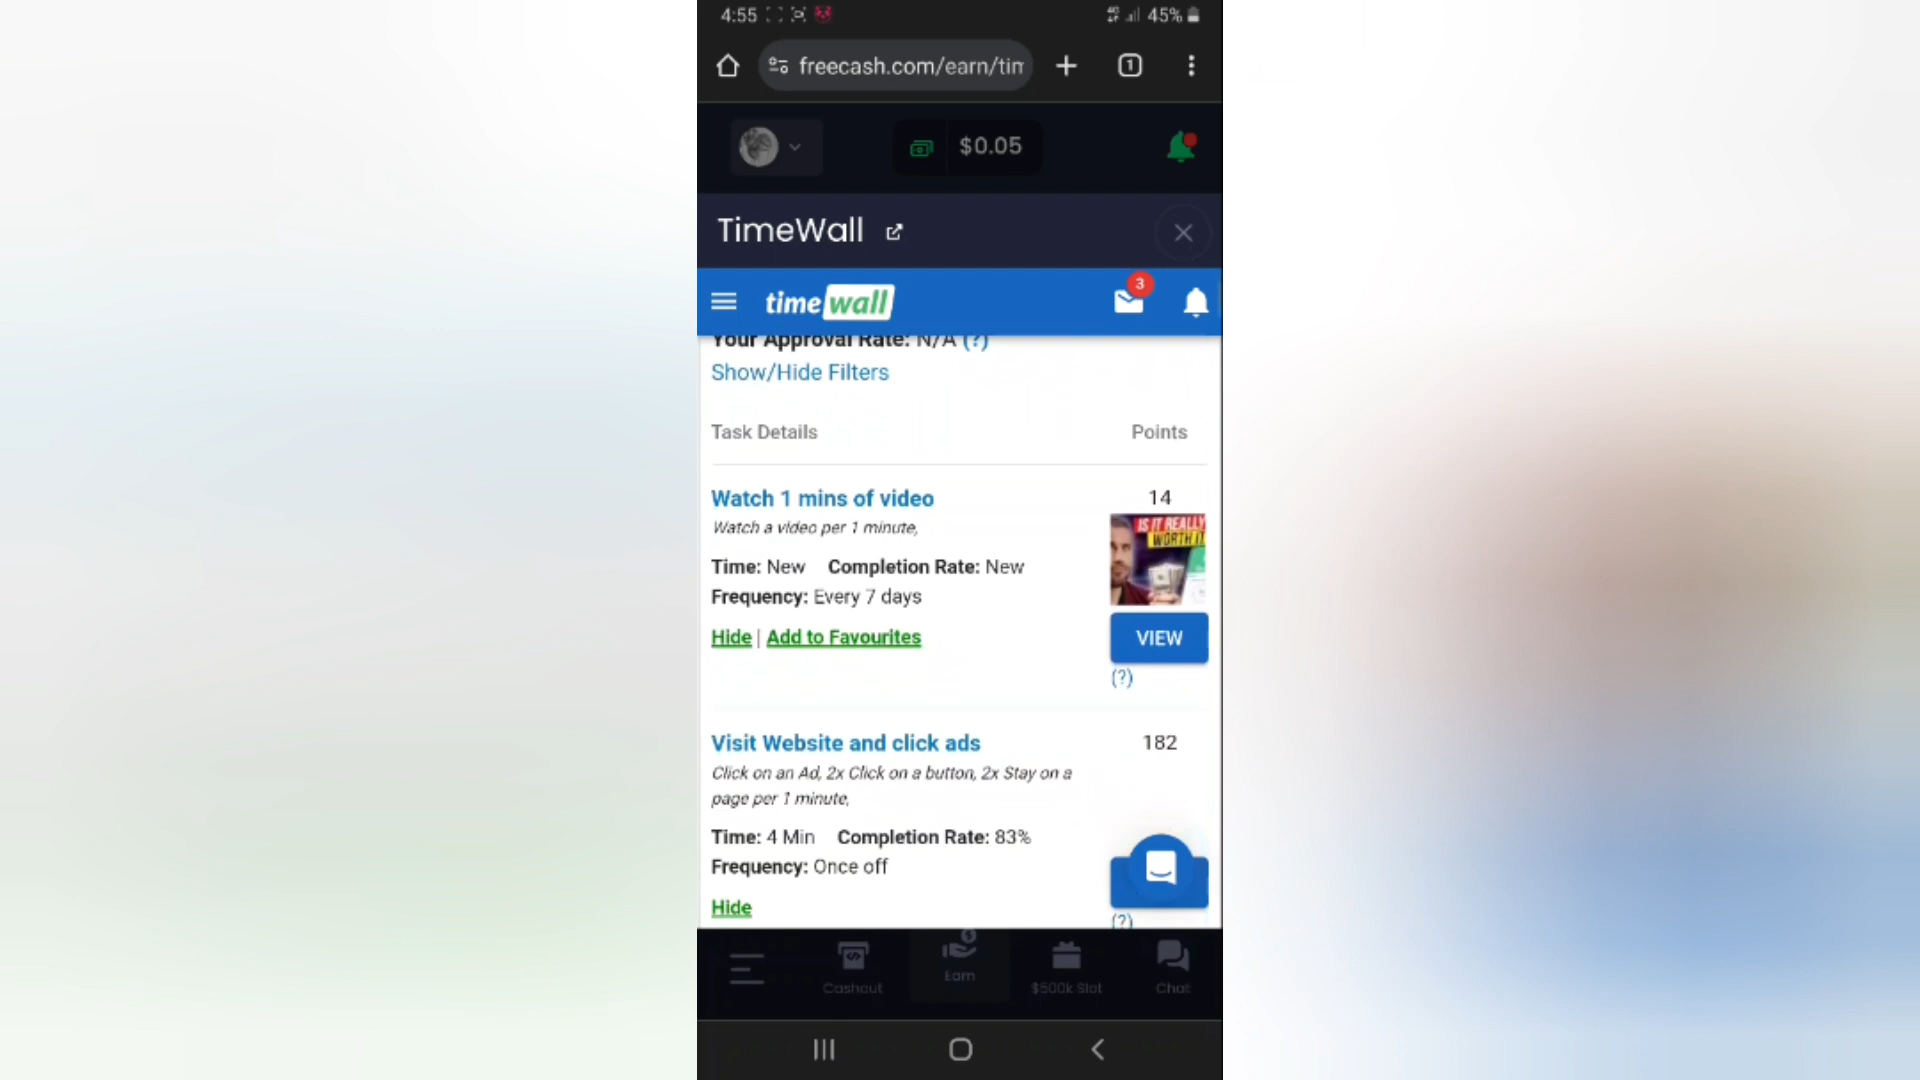 4:55
45%
freecash.com/earn/tim
1
$0.05
TimeWall
timewall
3
Your Approval Rate: N/A (?)
Show/Hide Filters
Task Details
Points
Watch 1 mins of video
14
Watch a video per 1 minute,
IS IT REALLY
WORTH IT
Time: New Completion Rate: New
Frequency: Every 7 days
Hide | Add to Favourites
VIEW
(?)
Visit Website and click ads
182
Click on an Ad, 2x Click on a button, 2x Stay on a
page per 1 minute,
Time: 4 Min Completion Rate: 83%
Frequency: Once off
Hide
(?)
Cashout
Earn
$500k Slot
Chat